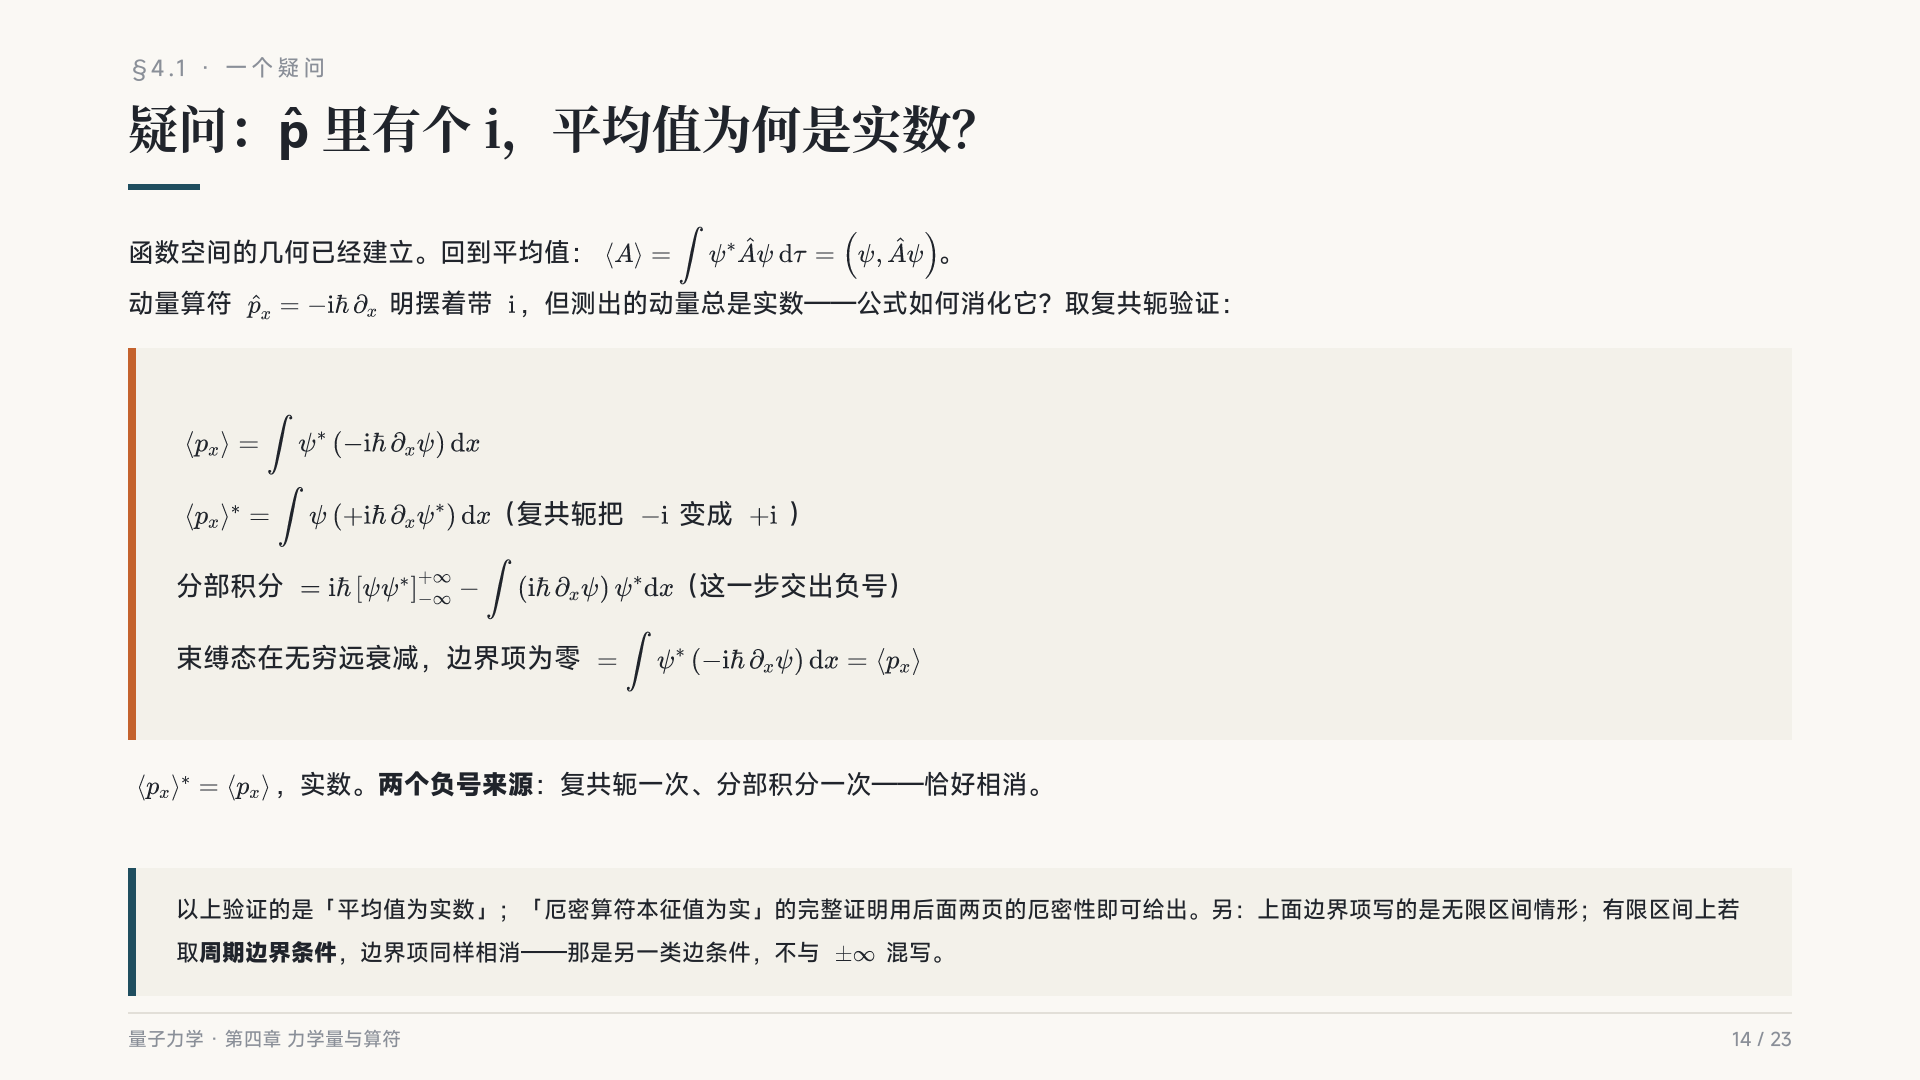 §4.1 · 一个疑问
疑问：p̂ 里有个 i，平均值为何是实数？
函数空间的几何已经建立。回到平均值： ⟨A⟩ = ∫ ψ* Âψ dτ = (ψ, Âψ)。
动量算符 p̂ₓ = −iħ ∂ₓ 明摆着带 i，但测出的动量总是实数——公式如何消化它？取复共轭验证：
⟨pₓ⟩ = ∫ ψ* (−iħ ∂ₓψ) dx
⟨pₓ⟩* = ∫ ψ (+iħ ∂ₓψ*) dx（复共轭把 −i 变成 +i ）
分部积分 = iħ [ψψ*]₋∞⁺∞ − ∫ (iħ ∂ₓψ) ψ*dx（这一步交出负号）
束缚态在无穷远衰减，边界项为零 = ∫ ψ* (−iħ ∂ₓψ) dx = ⟨pₓ⟩
⟨pₓ⟩* = ⟨pₓ⟩，实数。两个负号来源：复共轭一次、分部积分一次——恰好相消。
以上验证的是「平均值为实数」；「厄密算符本征值为实」的完整证明用后面两页的厄密性即可给出。另：上面边界项写的是无限区间情形；有限区间上若
取周期边界条件，边界项同样相消——那是另一类边条件，不与 ±∞ 混写。
量子力学 · 第四章 力学量与算符
14 / 23